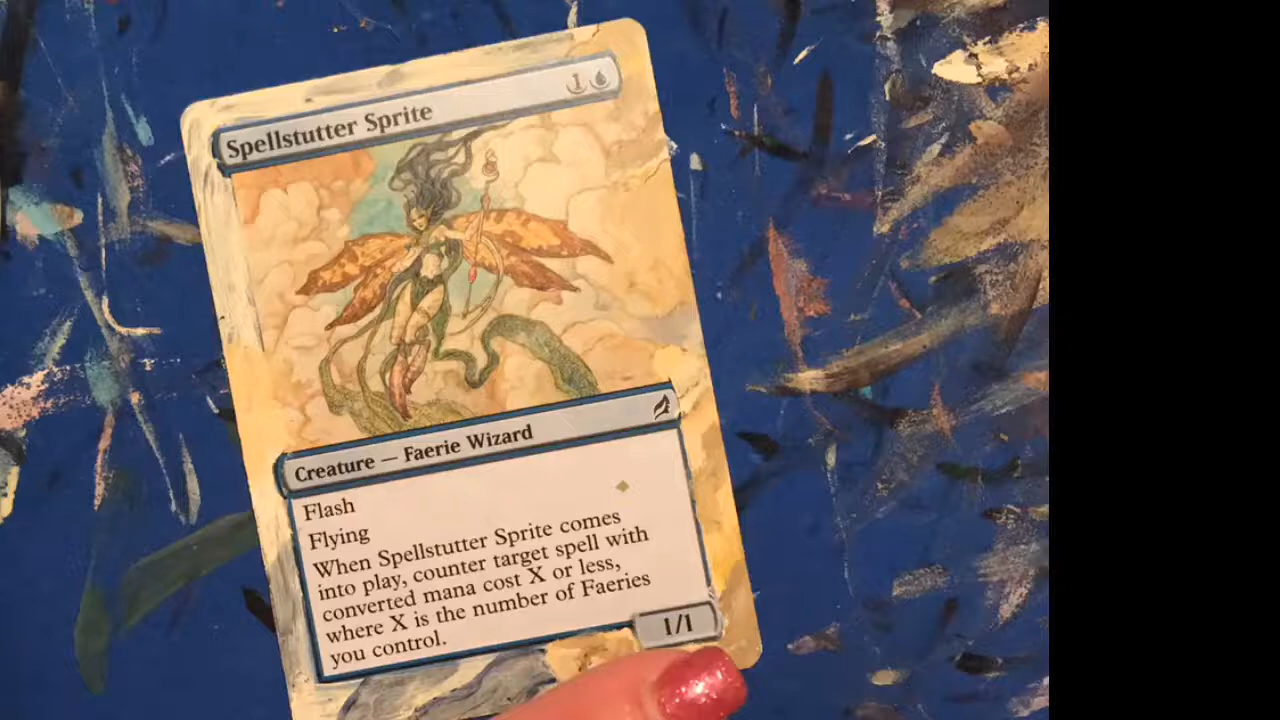 Spellstutter Sprite 1
Creature — Faerie Wizard
Flash
Flying
When Spellstutter Sprite comes
into play, counter target spell with
converted mana cost X or less,
where X is the number of Faeries
you control.
1/1